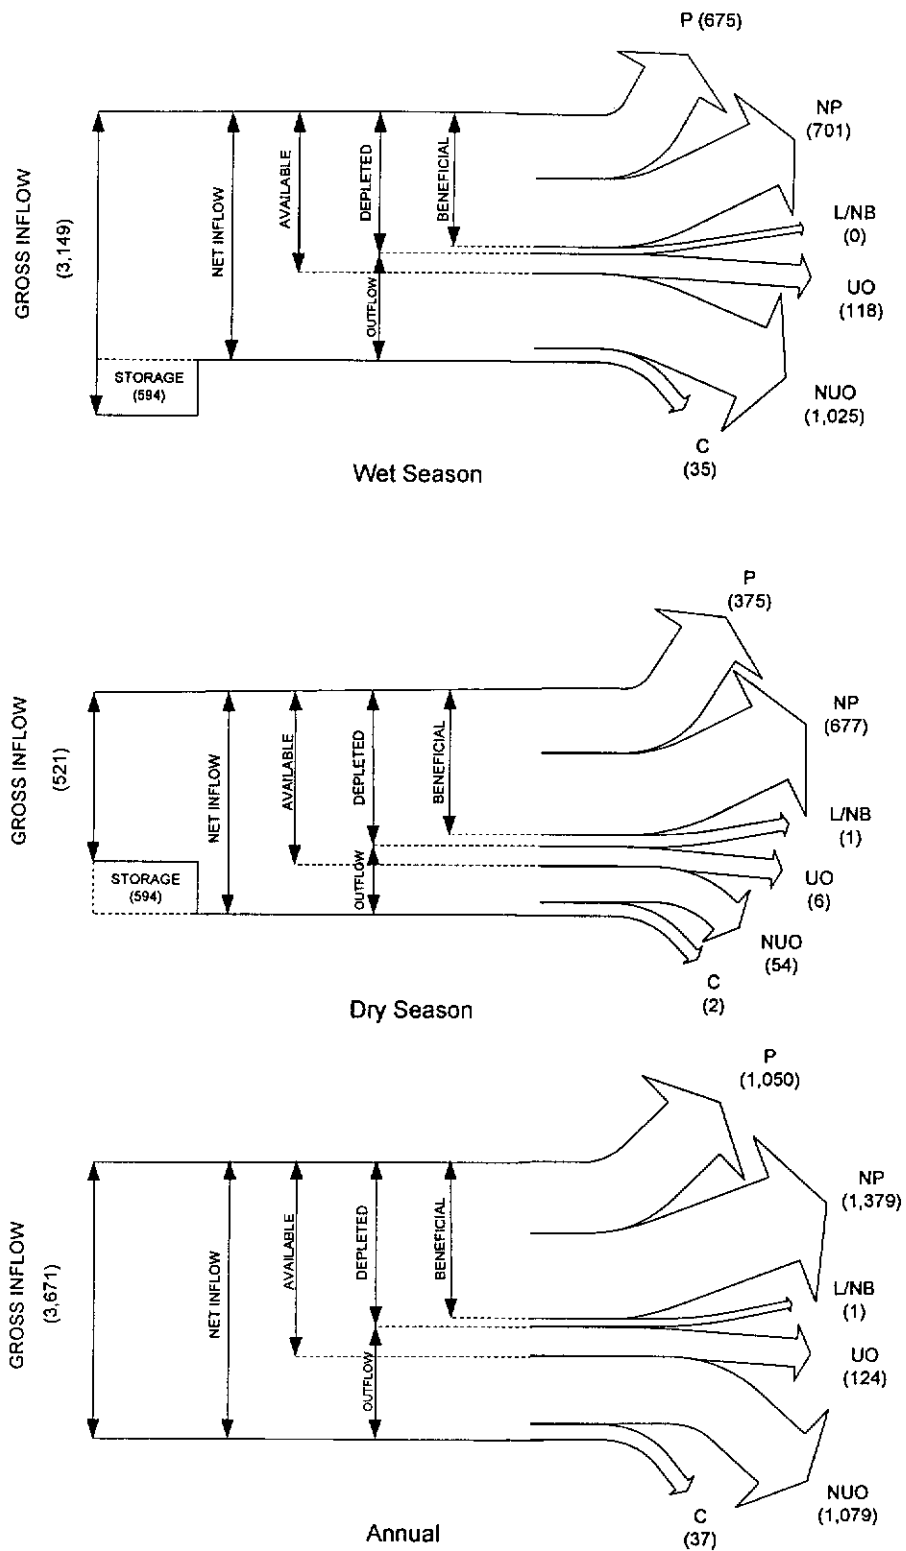 P (675)
NP
(701)
L/NB
(0)
UO
(118)
NUO
(1,025)
C
(35)
GROSS INFLOW
(3,149)
NET INFLOW
AVAILABLE
DEPLETED
BENEFICIAL
OUTFLOW
STORAGE
(594)
Wet Season
P
(375)
NP
(677)
L/NB
(1)
UO
(6)
NUO
(54)
C
(2)
GROSS INFLOW
(521)
NET INFLOW
AVAILABLE
DEPLETED
BENEFICIAL
OUTFLOW
STORAGE
(594)
Dry Season
P
(1,050)
NP
(1,379)
L/NB
(1)
UO
(124)
NUO
(1,079)
C
(37)
GROSS INFLOW
(3,671)
NET INFLOW
AVAILABLE
DEPLETED
BENEFICIAL
OUTFLOW
Annual